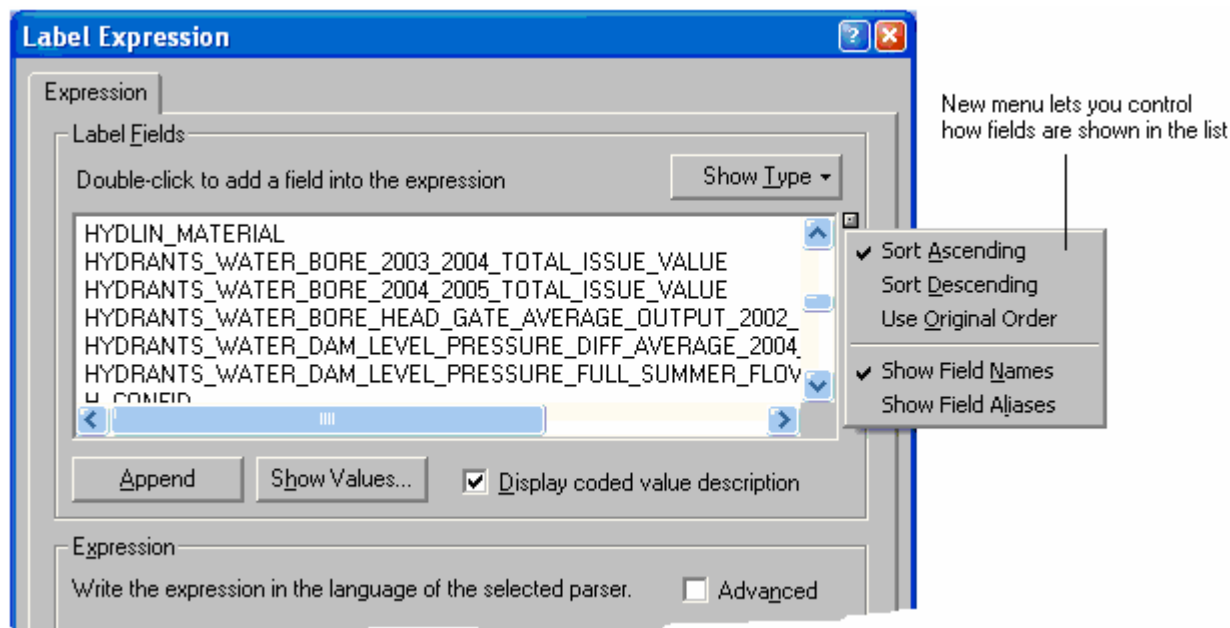 Label Expression
Expression
Label Fields
Double-click to add a field into the expression
Show Type
HYDLIN_MATERIAL
HYDRANTS_WATER_BORE_2003_2004_TOTAL_ISSUE_VALUE
HYDRANTS_WATER_BORE_2004_2005_TOTAL_ISSUE_VALUE
HYDRANTS_WATER_BORE_HEAD_GATE_AVERAGE_OUTPUT_2002_
HYDRANTS_WATER_DAM_LEVEL_PRESSURE_DIFF_AVERAGE_2004_
HYDRANTS_WATER_DAM_LEVEL_PRESSURE_FULL_SUMMER_FLOW
H_CONFID
Append
Show Values...
Display coded value description
Expression
Write the expression in the language of the selected parser.
Advanced
New menu lets you control
how fields are shown in the list
Sort Ascending
Sort Descending
Use Original Order
Show Field Names
Show Field Aliases